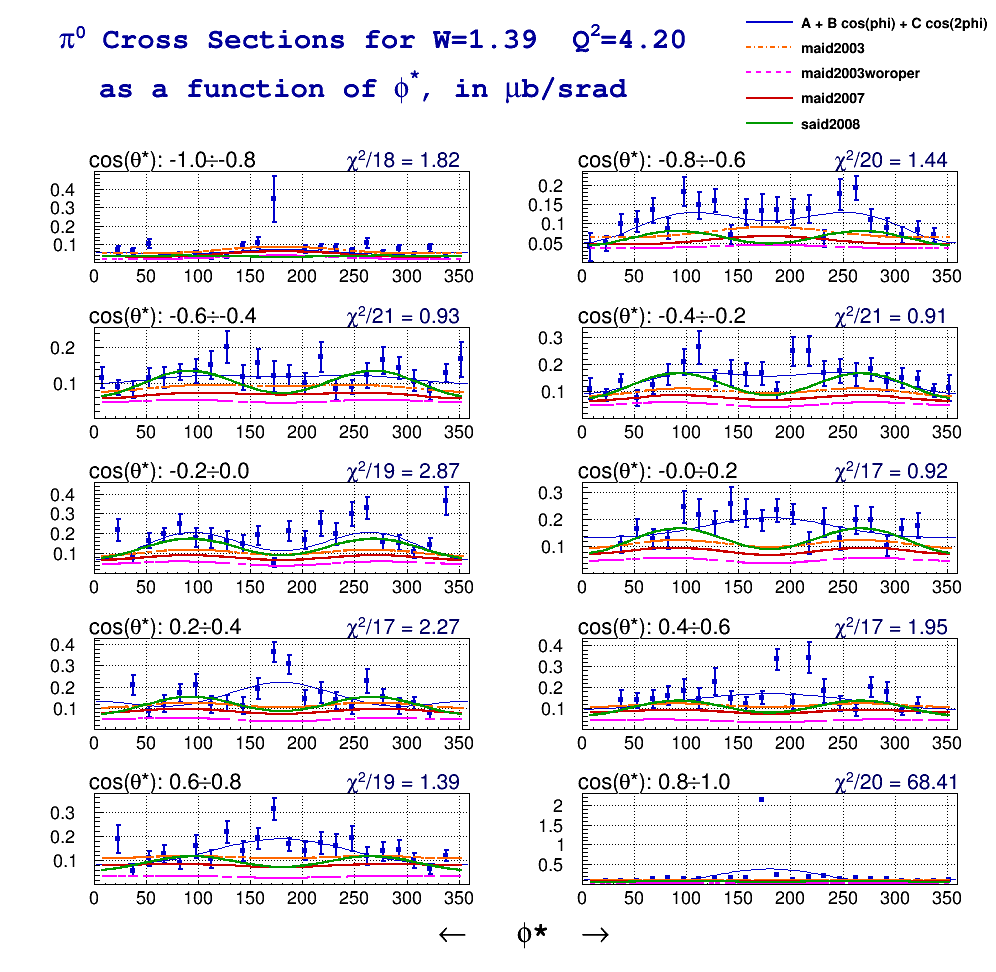 π⁰ Cross Sections for W=1.39 Q²=4.20
as a function of ϕ*, in μb/srad
A + B cos(phi) + C cos(2phi)
maid2003
maid2003woroper
maid2007
said2008
cos(θ*): -1.0÷-0.8 χ²/18 = 1.82
0.4
0.3
0.2
0.1
0 50 100 150 200 250 300 350
cos(θ*): -0.8÷-0.6 χ²/20 = 1.44
0.2
0.15
0.1
0.05
0 50 100 150 200 250 300 350
cos(θ*): -0.6÷-0.4 χ²/21 = 0.93
0.2
0.1
0 50 100 150 200 250 300 350
cos(θ*): -0.4÷-0.2 χ²/21 = 0.91
0.3
0.2
0.1
0 50 100 150 200 250 300 350
cos(θ*): -0.2÷0.0 χ²/19 = 2.87
0.4
0.3
0.2
0.1
0 50 100 150 200 250 300 350
cos(θ*): -0.0÷0.2 χ²/17 = 0.92
0.3
0.2
0.1
0 50 100 150 200 250 300 350
cos(θ*): 0.2÷0.4 χ²/17 = 2.27
0.4
0.3
0.2
0.1
0 50 100 150 200 250 300 350
cos(θ*): 0.4÷0.6 χ²/17 = 1.95
0.4
0.3
0.2
0.1
0 50 100 150 200 250 300 350
cos(θ*): 0.6÷0.8 χ²/19 = 1.39
0.3
0.2
0.1
0 50 100 150 200 250 300 350
cos(θ*): 0.8÷1.0 χ²/20 = 68.41
2
1.5
1
0.5
0 50 100 150 200 250 300 350
← ϕ* →